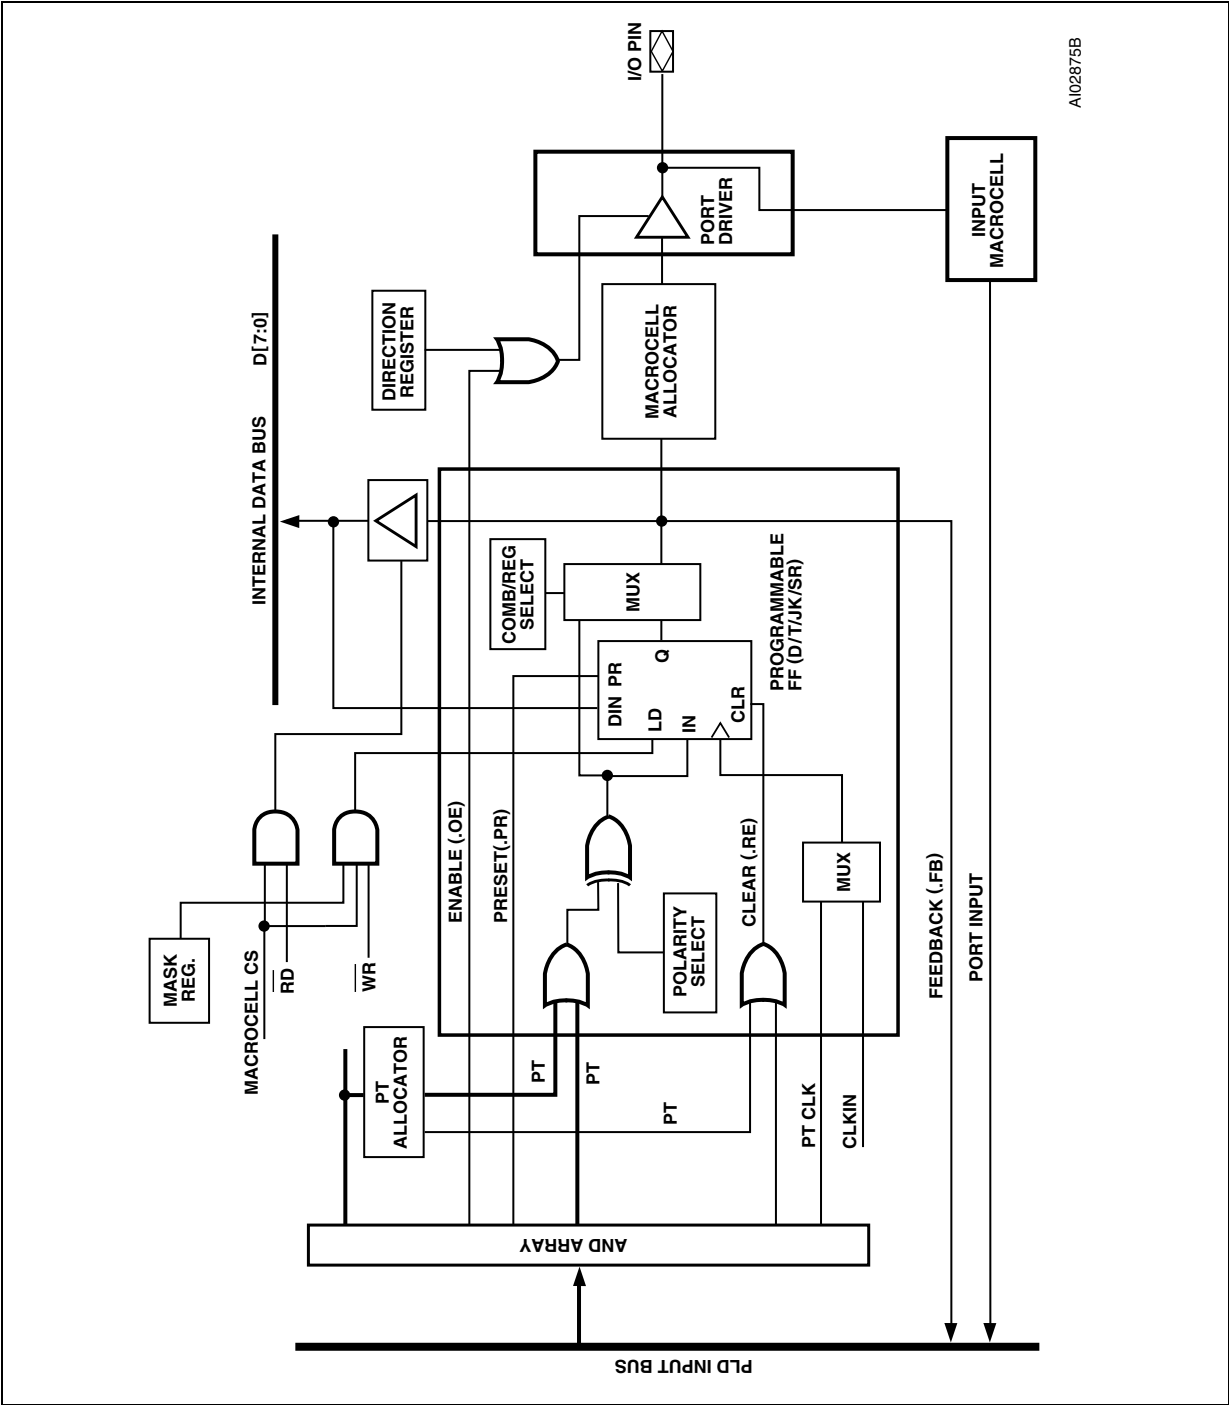 MASK
REG.
MACROCELL CS
RD
WR
INTERNAL DATA BUS D[7:0]
DIRECTION
REGISTER
PT
ALLOCATOR
ENABLE (.OE)
PRESET(.PR)
COMB/REG
SELECT
MUX
DIN PR
LD
Q
IN
CLR
PROGRAMMABLE
FF (D/T/JK/SR)
PT
PT
PT
POLARITY
SELECT
CLEAR (.RE)
MUX
PT CLK
CLKIN
MACROCELL
ALLOCATOR
PORT
DRIVER
I/O PIN
INPUT
MACROCELL
FEEDBACK (.FB)
PORT INPUT
AND ARRAY
PLD INPUT BUS
AI02875B